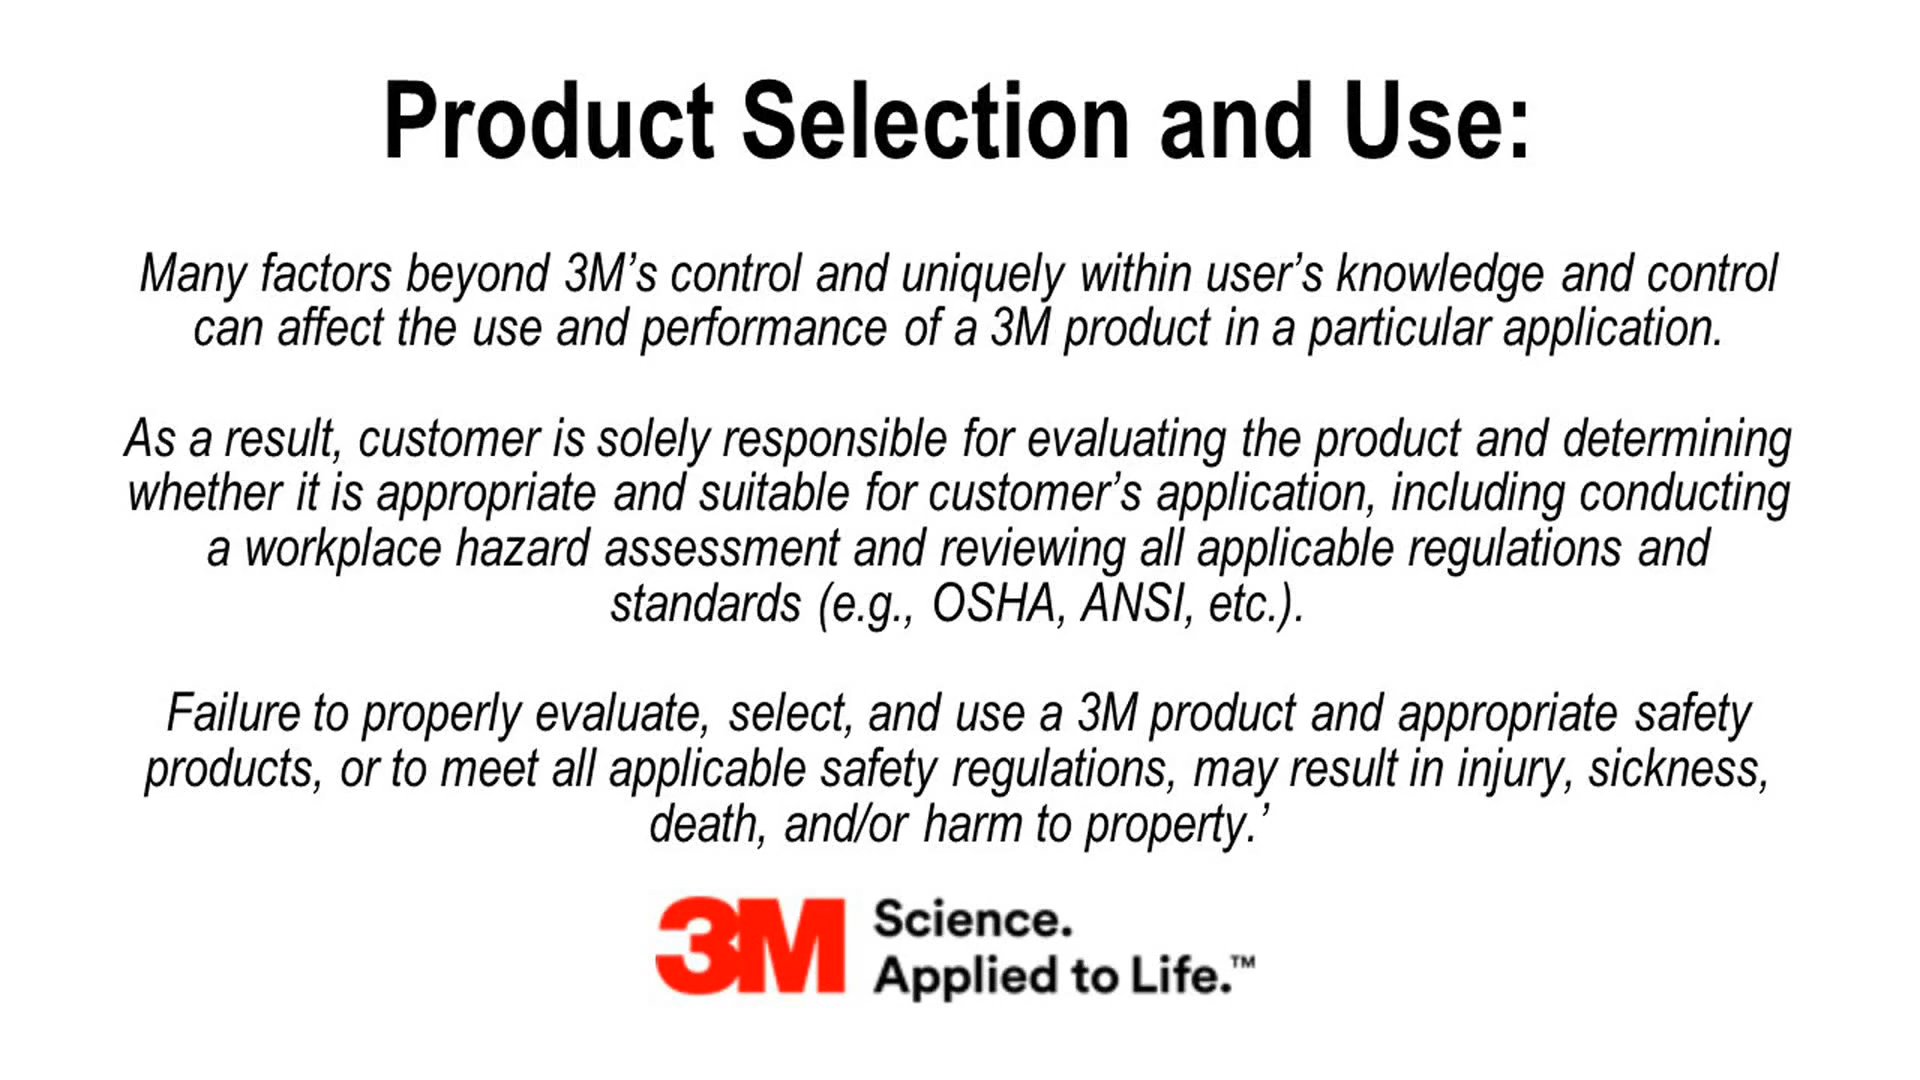 Product Selection and Use:
Many factors beyond 3M’s control and uniquely within user’s knowledge and control
can affect the use and performance of a 3M product in a particular application.
As a result, customer is solely responsible for evaluating the product and determining
whether it is appropriate and suitable for customer’s application, including conducting
a workplace hazard assessment and reviewing all applicable regulations and
standards (e.g., OSHA, ANSI, etc.).
Failure to properly evaluate, select, and use a 3M product and appropriate safety
products, or to meet all applicable safety regulations, may result in injury, sickness,
death, and/or harm to property.’
3M Science.
Applied to Life.™